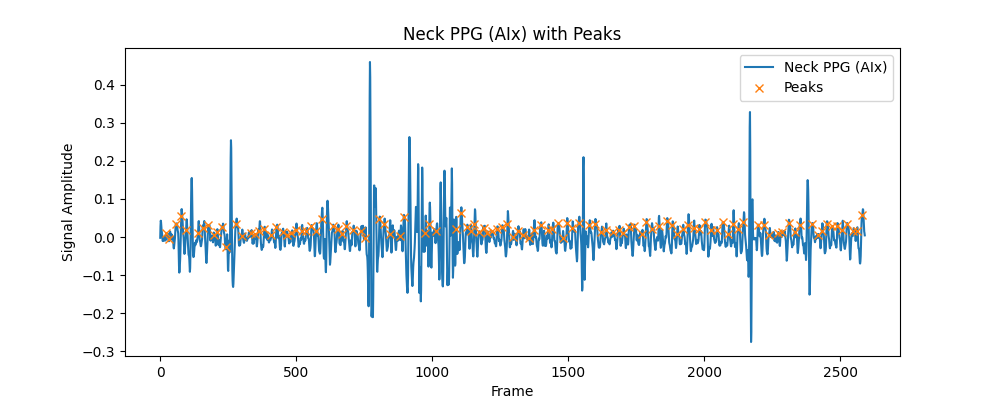 Neck PPG (AIx) with Peaks
Neck PPG (AIx)
Peaks
Signal Amplitude
0.4
0.3
0.2
0.1
0.0
−0.1
−0.2
−0.3
0 500 1000 1500 2000 2500
Frame